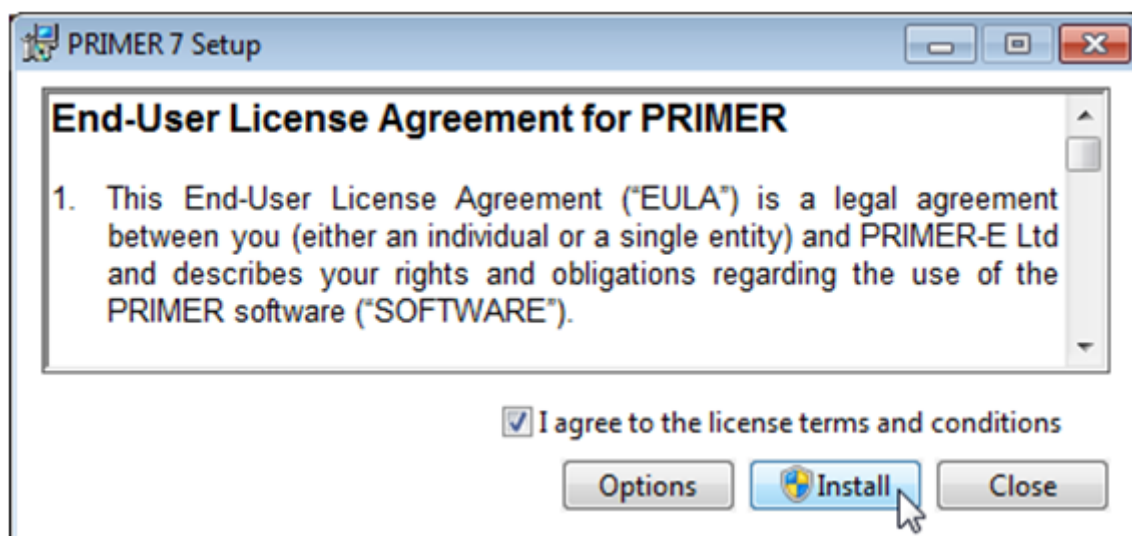 PRIMER 7 Setup
End-User License Agreement for PRIMER
1. This End-User License Agreement (“EULA”) is a legal agreement
between you (either an individual or a single entity) and PRIMER-E Ltd
and describes your rights and obligations regarding the use of the
PRIMER software (“SOFTWARE”).
I agree to the license terms and conditions
Options Install Close